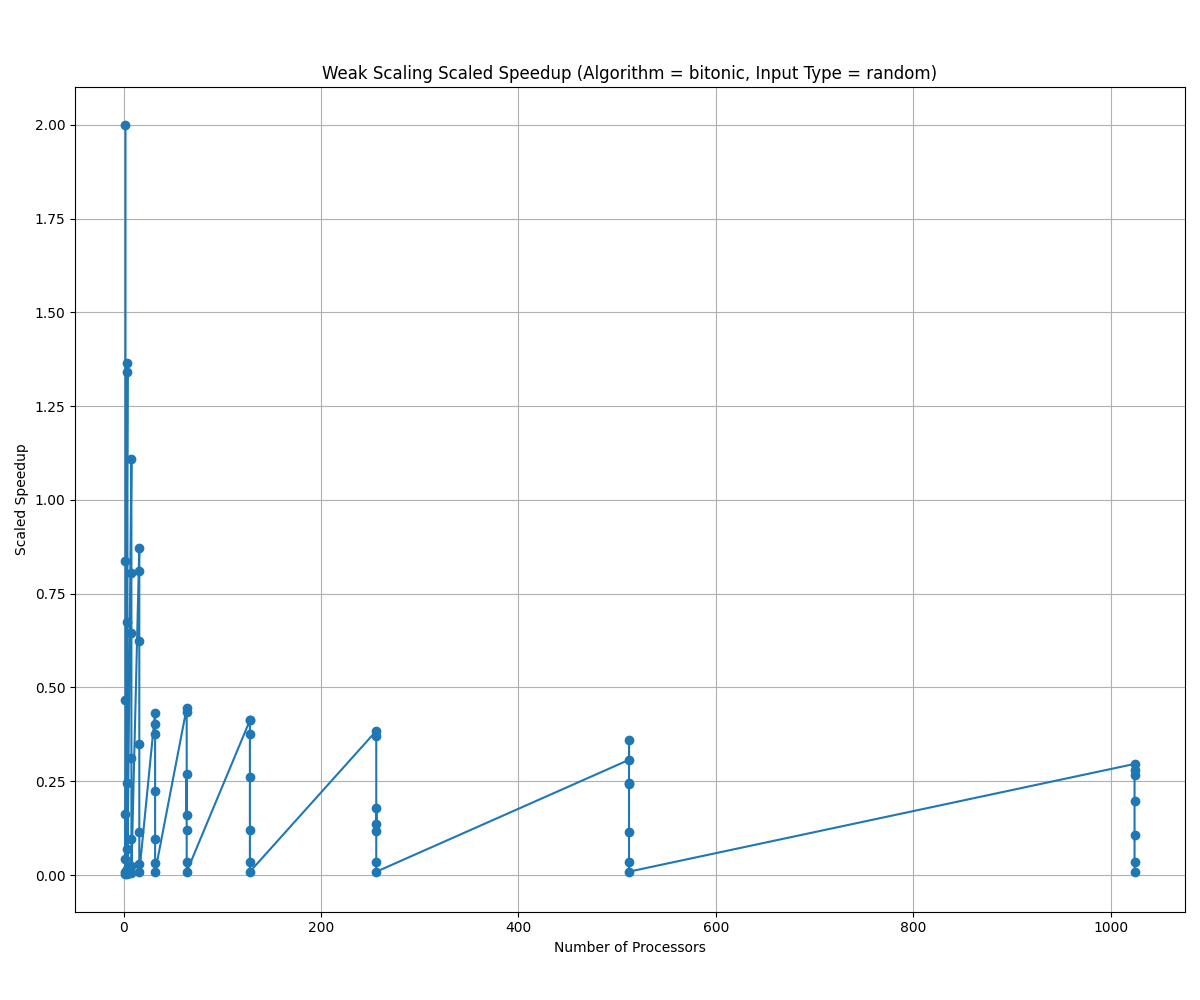 Weak Scaling Scaled Speedup (Algorithm = bitonic, Input Type = random)
2.00
1.75
1.50
1.25
1.00
0.75
0.50
0.25
0.00
Scaled Speedup
0 200 400 600 800 1000
Number of Processors